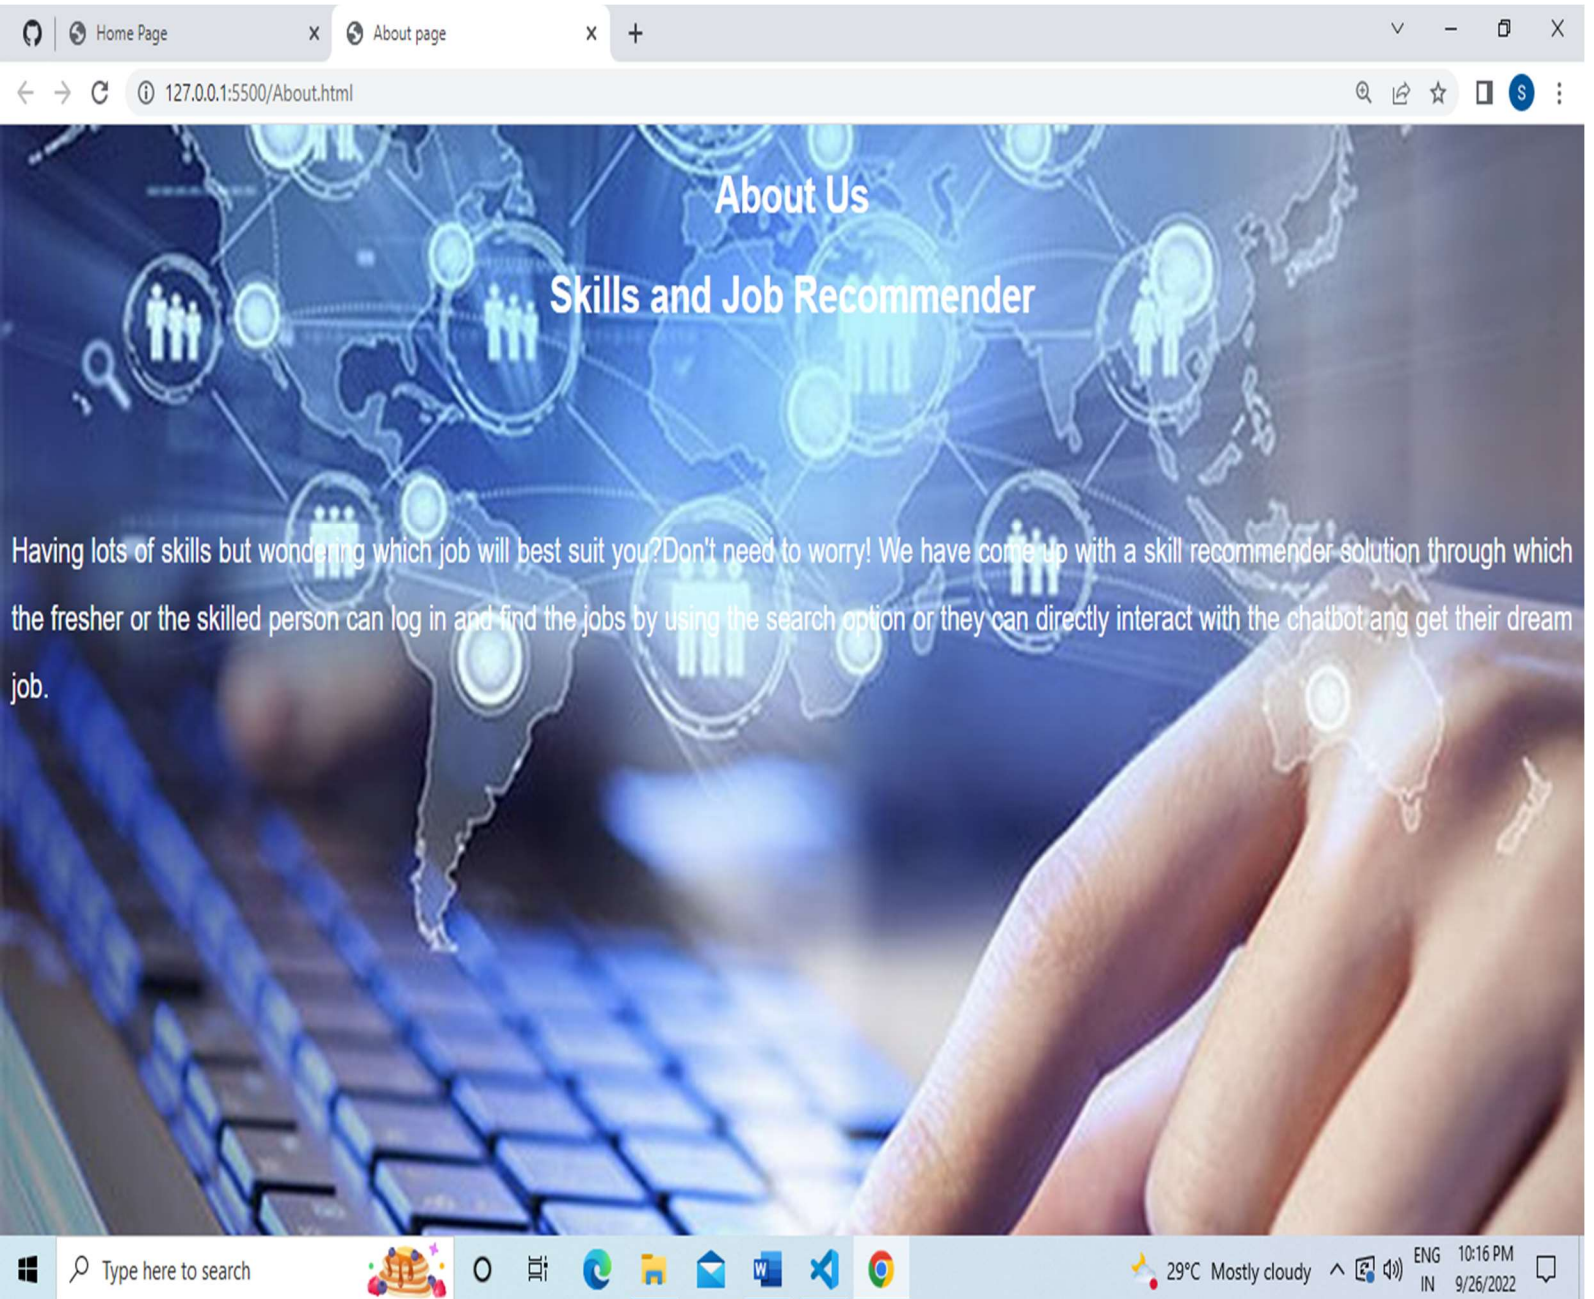 Home Page
About page
127.0.0.1:5500/About.html
S
About Us
Skills and Job Recommender
Having lots of skills but wondering which job will best suit you?Don't need to worry! We have come up with a skill recommender solution through which
the fresher or the skilled person can log in and find the jobs by using the search option or they can directly interact with the chatbot ang get their dream
job.
Type here to search
W
29°C Mostly cloudy
ENG
IN
10:16 PM
9/26/2022